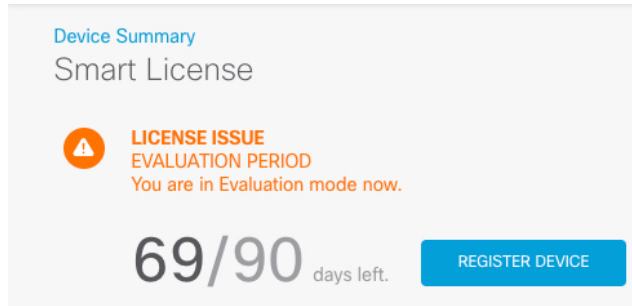 Device Summary
Smart License
LICENSE ISSUE
EVALUATION PERIOD
You are in Evaluation mode now.
69/90 days left.
REGISTER DEVICE